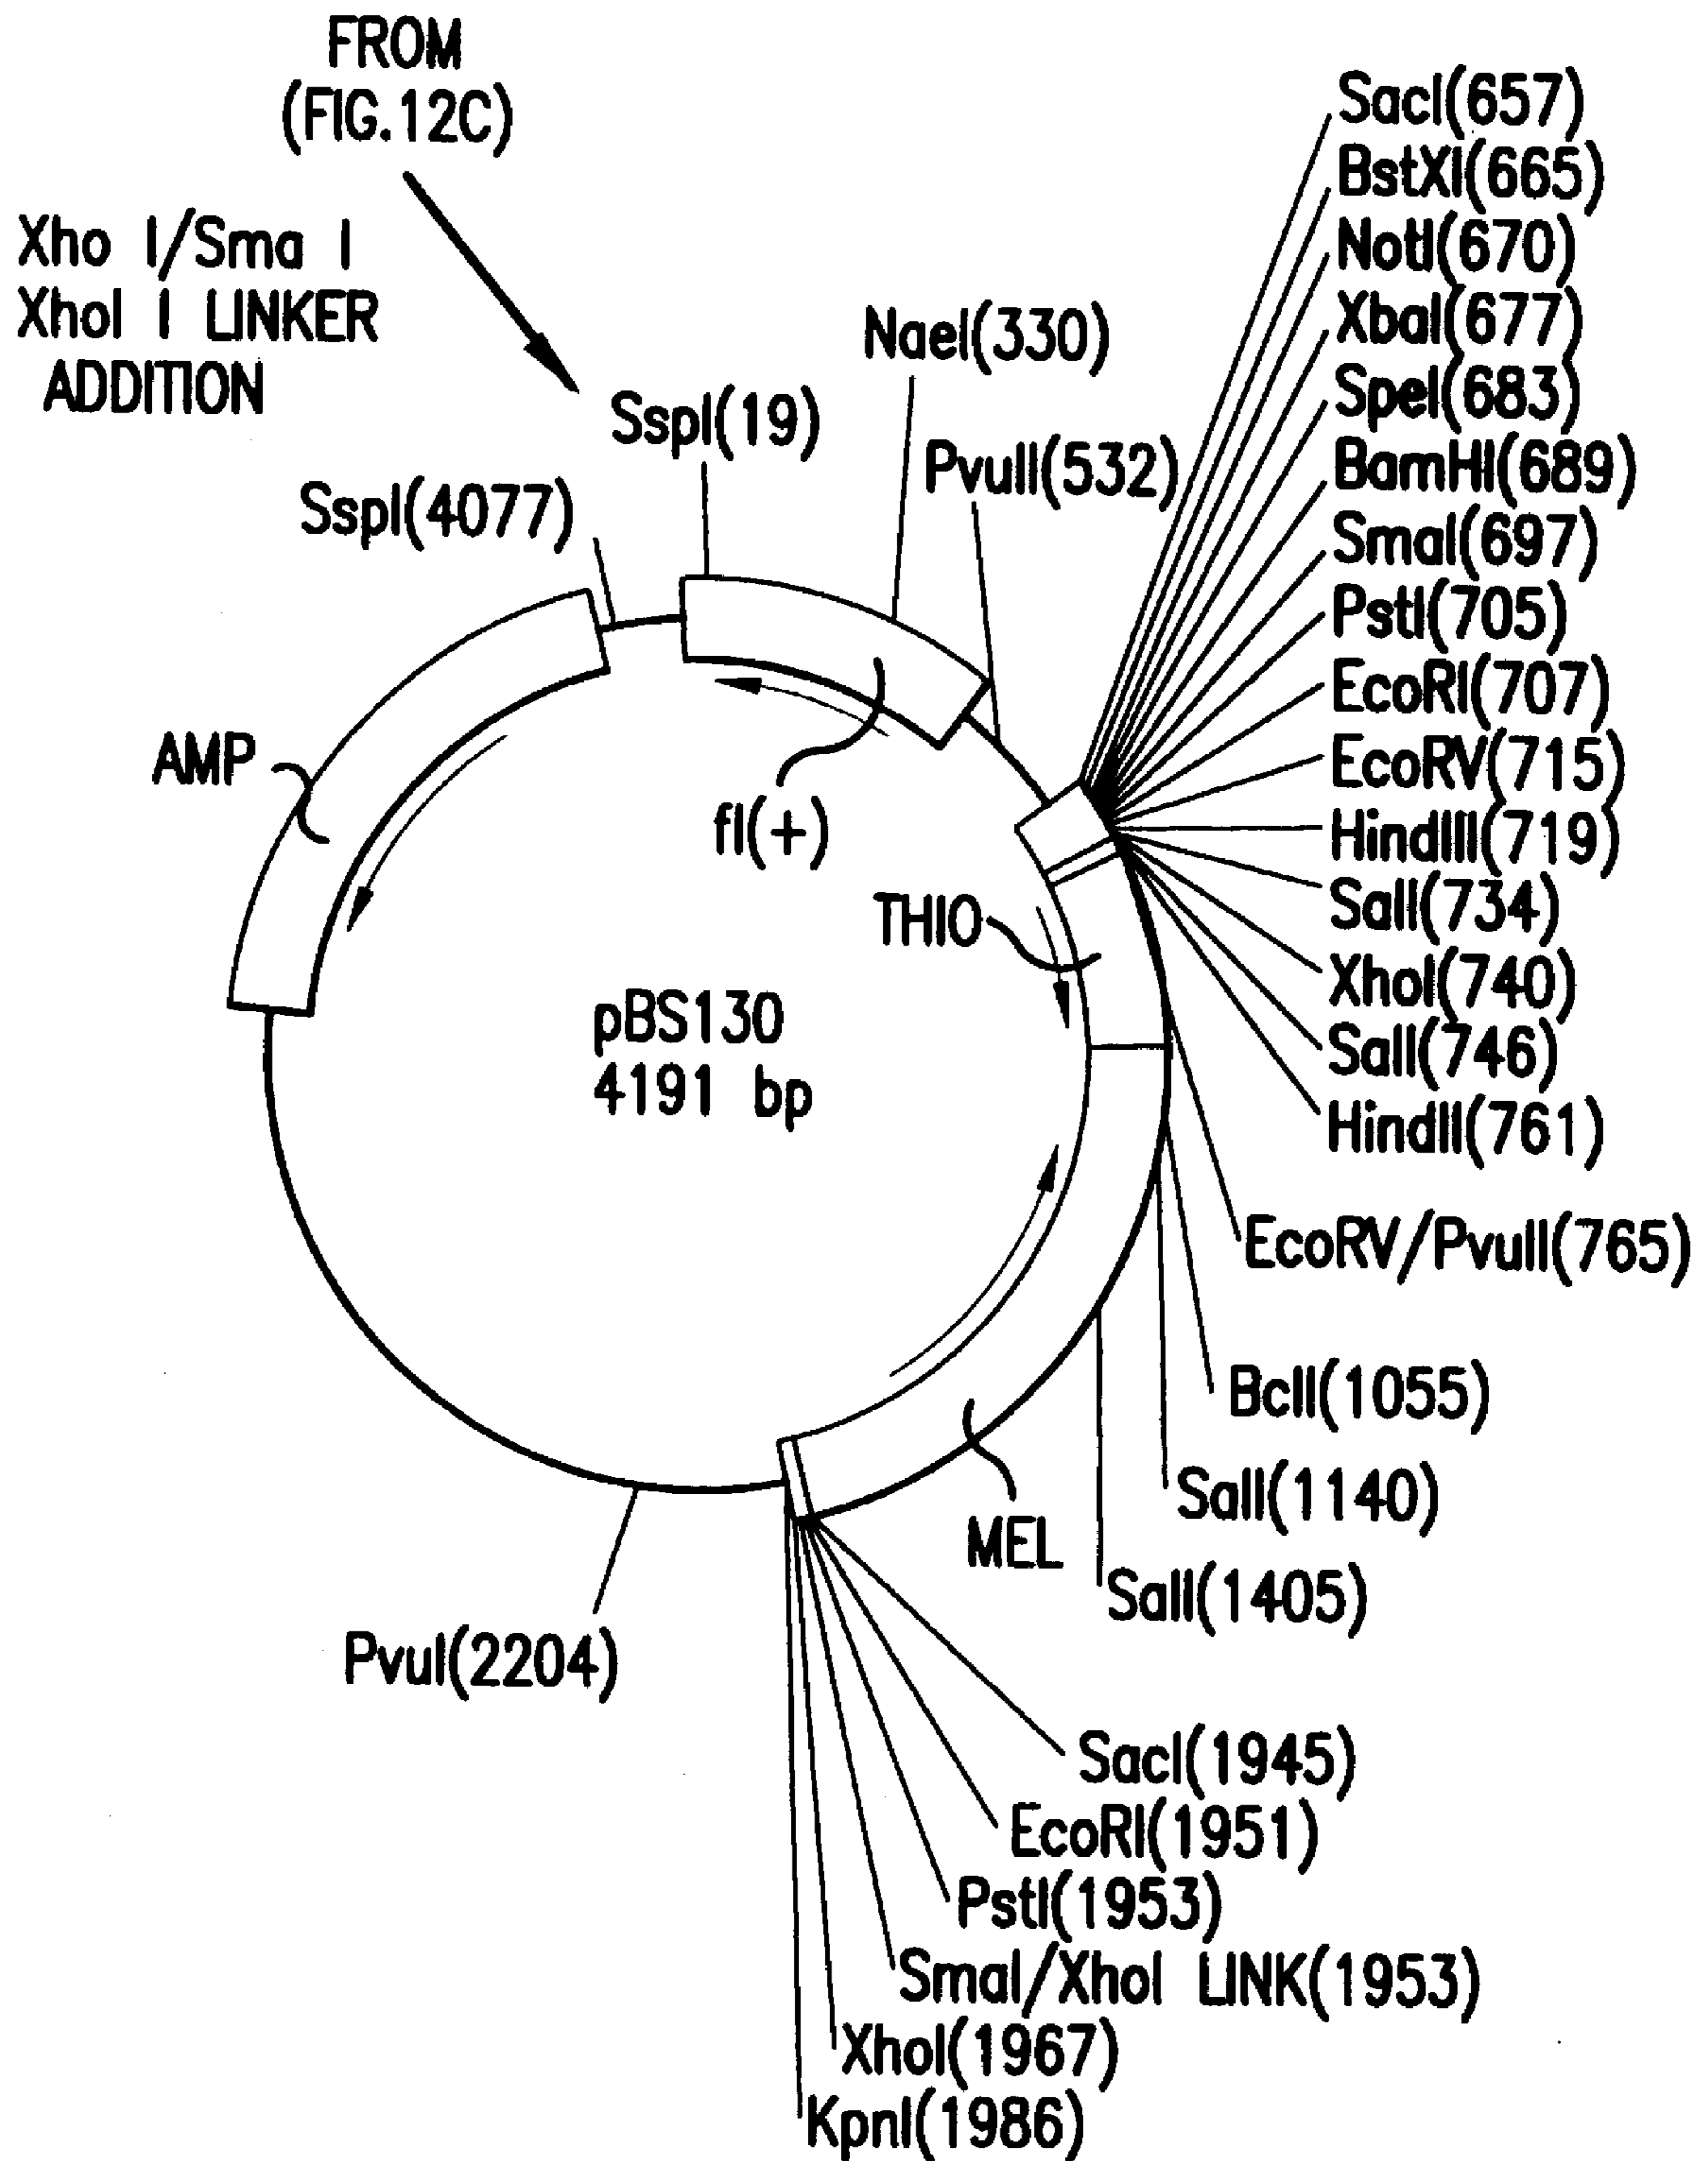 FROM
(FIG.12C)
Xho I/Sma I
XhoI I LINKER
ADDITION
SspI(4077)
SspI(19)
NaeI(330)
PvuII(532)
SacI(657)
BstXI(665)
NotI(670)
XbaI(677)
SpeI(683)
BamHI(689)
SmaI(697)
PstI(705)
EcoRI(707)
EcoRV(715)
HindIII(719)
SalI(734)
XhoI(740)
SalI(746)
HindII(761)
EcoRV/PvuII(765)
BclI(1055)
SalI(1140)
SalI(1405)
AMP
fI(+)
THIO
pBS130
4191 bp
MEL
PvuI(2204)
SacI(1945)
EcoRI(1951)
PstI(1953)
SmaI/XhoI LINK(1953)
XhoI(1967)
KpnI(1986)